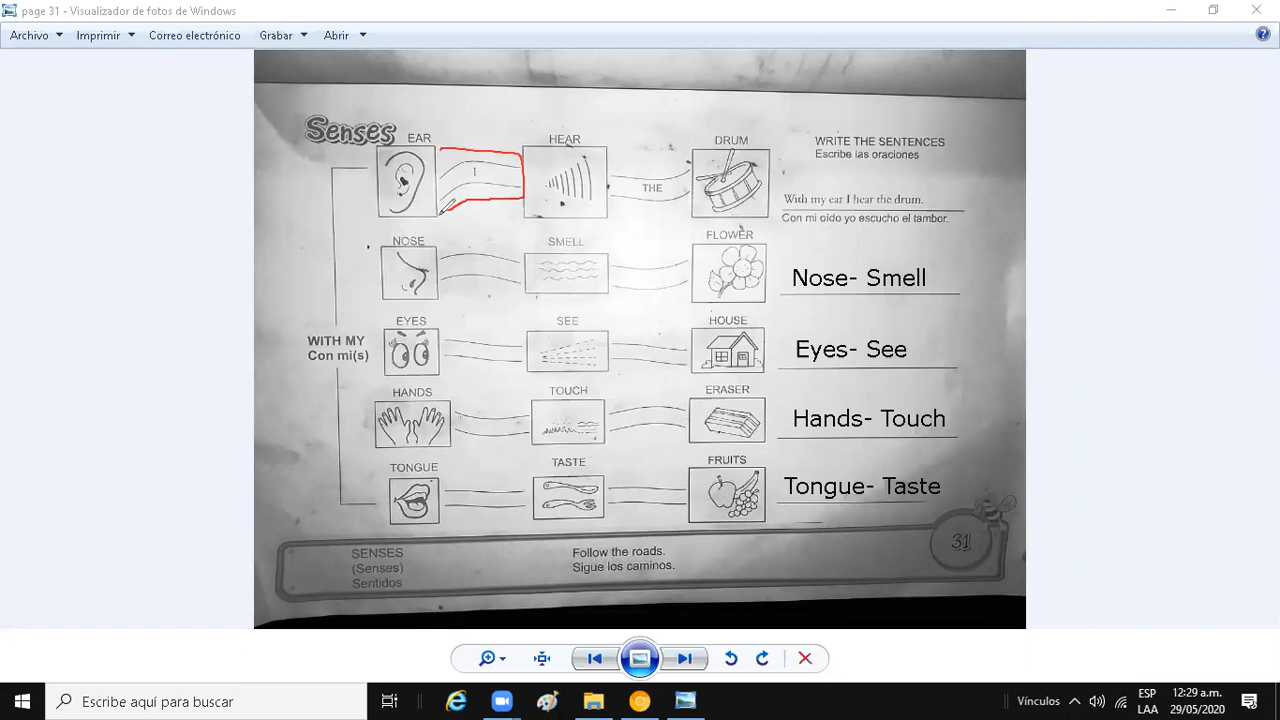 page 31 - Visualizador de fotos de Windows
Archivo Imprimir Correo electrónico Grabar Abrir
Senses
EAR HEAR DRUM
WRITE THE SENTENCES
Escribe las oraciones
I THE
With my ear I hear the drum.
Con mi oído yo escucho el tambor.
NOSE SMELL FLOWER
Nose- Smell
EYES SEE HOUSE
WITH MY
Con mi(s)
Eyes- See
HANDS TOUCH ERASER
Hands- Touch
TONGUE TASTE FRUITS
Tongue- Taste
SENSES
(Senses)
Sentidos
Follow the roads.
Sigue los caminos.
31
Escribe aquí para buscar
Vínculos
ESP
LAA
12:29 a.m.
29/05/2020